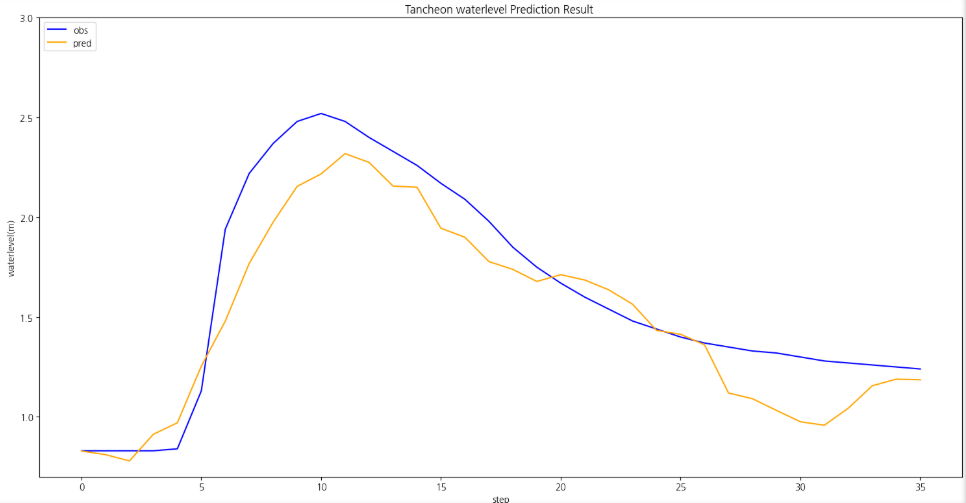 Tancheon waterlevel Prediction Result
obs
pred
waterlevel(m)
3.0
2.5
2.0
1.5
1.0
0 5 10 15 20 25 30 35
step